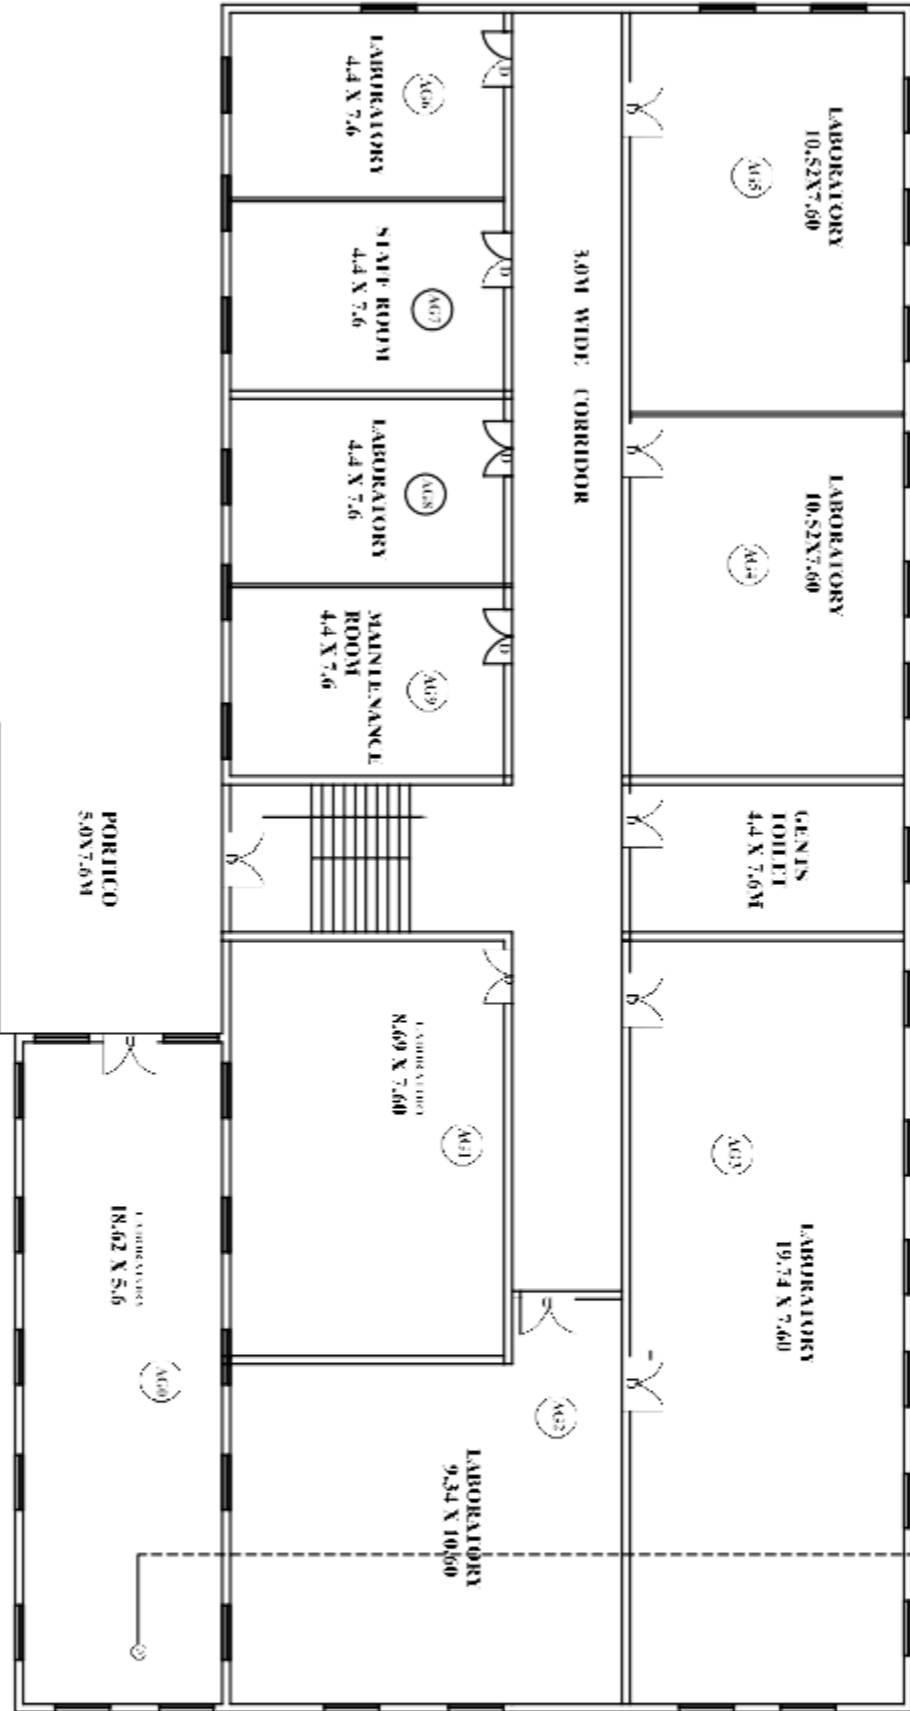 LABORATORY
4.4 X 7.6
AG6
D
STAFF ROOM
4.4 X 7.6
AG7
D
LABORATORY
4.4 X 7.6
AG8
D
MAINTENANCE
ROOM
4.4 X 7.6
AG9
D
3.0M WIDE CORRIDOR
LABORATORY
10.52X7.60
AG5
D
LABORATORY
10.52X7.60
AG4
D
GENTS
TOILET
4.4 X 7.6M
D
PORTICO
5.0X7.6M
D
LABORATORY
8.69 X 7.60
AG1
D
LABORATORY
19.74 X 7.60
AG3
D
D
LABORATORY
18.62 X 5.6
AG0
D
LABORATORY
9.34 X 10.60
AG2
D